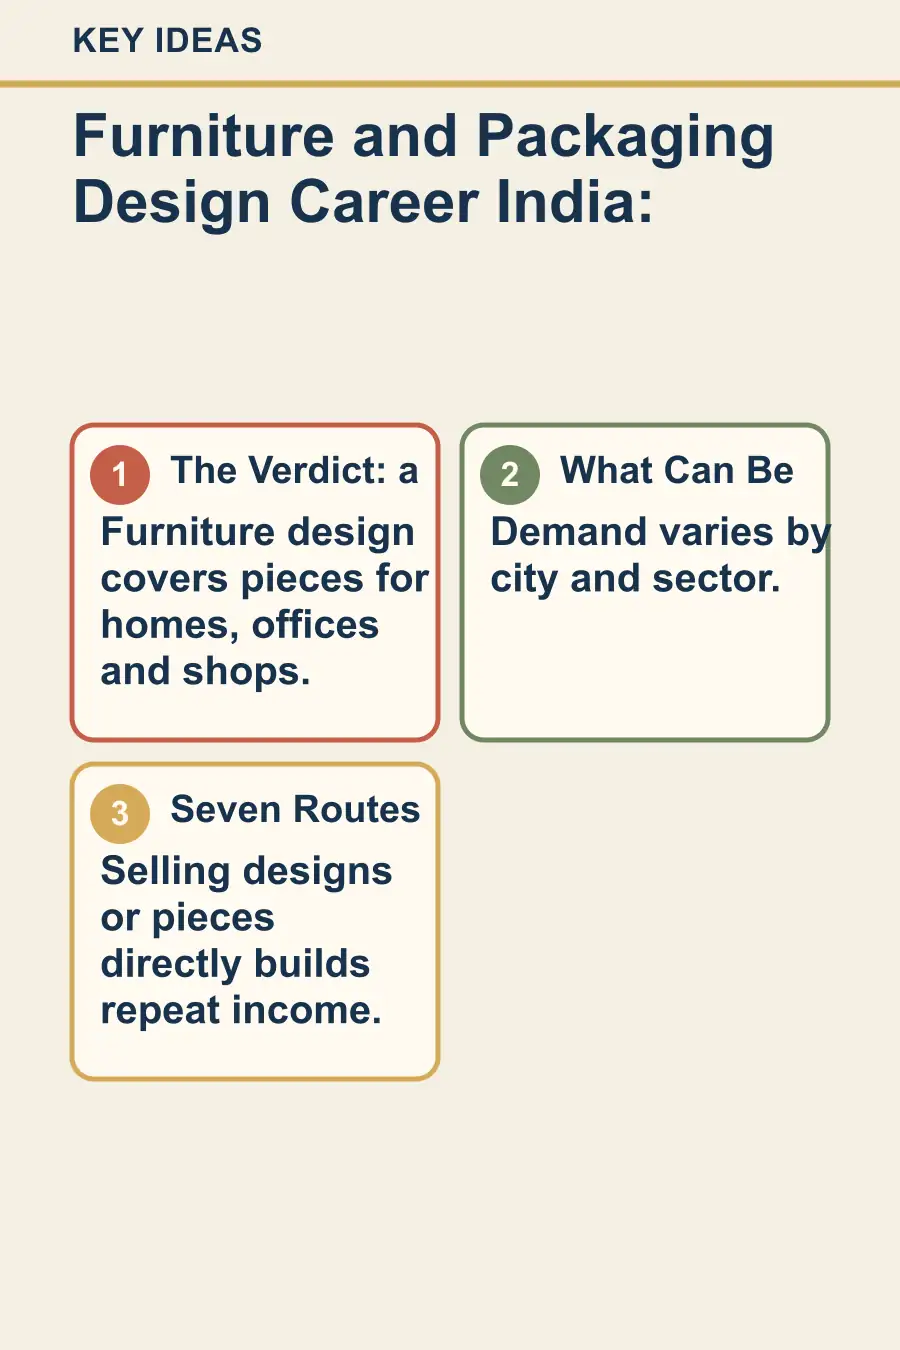 KEY IDEAS
Furniture and Packaging
Design Career India:
1 The Verdict: a
Furniture design
covers pieces for
homes, offices
and shops.
2 What Can Be
Demand varies by
city and sector.
3 Seven Routes
Selling designs
or pieces
directly builds
repeat income.